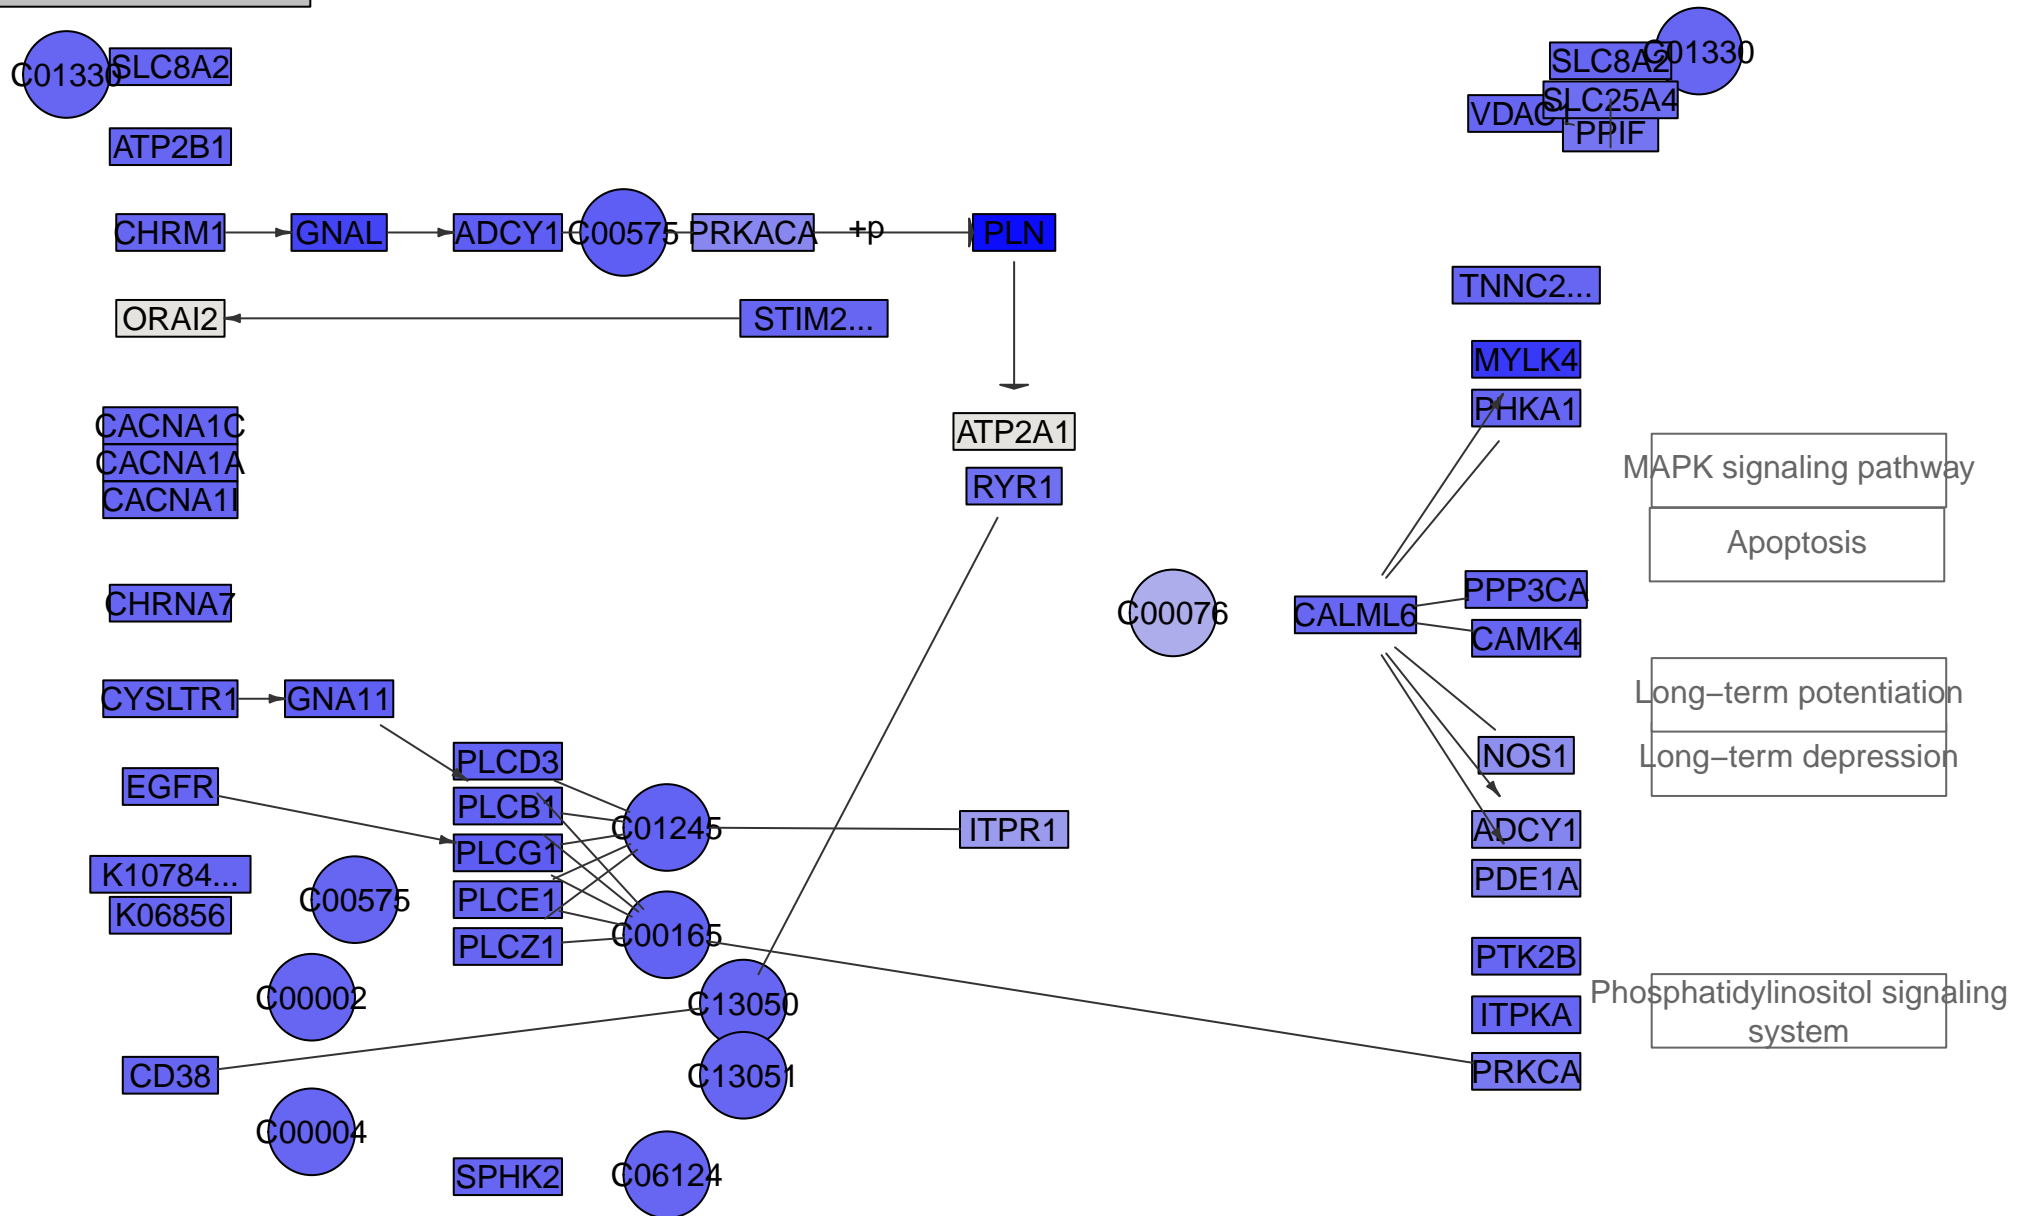 C01330
SLC8A2
SLC8A2
C01330
SLC25A4
VDAC1
PPIF
ATP2B1
CHRM1
GNAL
ADCY1
C00575
PRKACA
+p
PLN
TNNC2...
ORAI2
STIM2...
MYLK4
PHKA1
CACNA1C
CACNA1A
CACNA1I
ATP2A1
RYR1
MAPK signaling pathway
Apoptosis
CHRNA7
C00076
CALML6
PPP3CA
CAMK4
CYSLTR1
GNA11
Long−term potentiation
Long−term depression
NOS1
PLCD3
EGFR
PLCB1
C01245
ITPR1
ADCY1
PLCG1
K10784...
K06856
C00575
PLCE1
PDE1A
PLCZ1
C00165
PTK2B
C00002
C13050
ITPKA
Phosphatidylinositol signaling
system
CD38
C13051
PRKCA
C00004
SPHK2
C06124